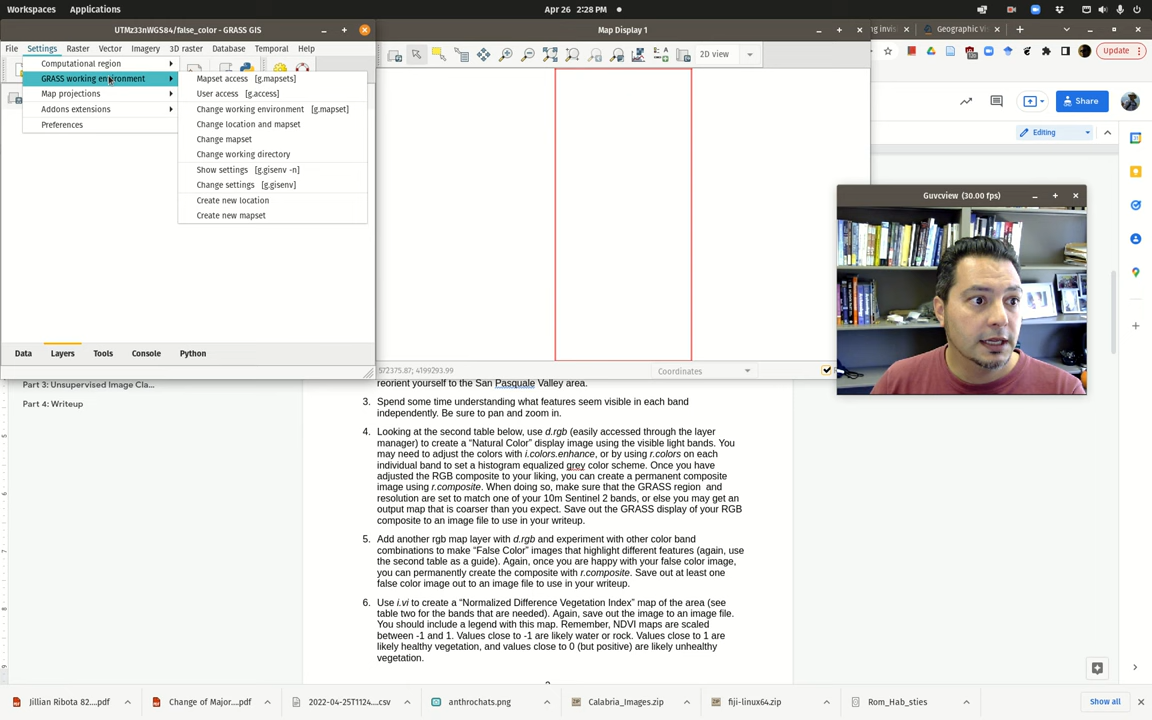 Workspaces Applications Apr 26 2:28 PM
UTMz33nWGS84/false_color - GRASS GIS
Map Display 1
Geographic Vi
File Settings Raster Vector Imagery 3D raster Database Temporal Help
2D view
Update
Computational region
GRASS working environment
Map projections
Addons extensions
Preferences
Mapset access [g.mapsets]
User access [g.access]
Change working environment [g.mapset]
Change location and mapset
Change mapset
Change working directory
Show settings [g.gisenv -n]
Change settings [g.gisenv]
Create new location
Create new mapset
Share
Editing
Guvcview (30.00 fps)
Data Layers Tools Console Python
572375.87; 4199293.99
Coordinates
Part 3: Unsupervised Image Cla...
Part 4: Writeup
reorient yourself to the San Pasquale Valley area.
3. Spend some time understanding what features seem visible in each band
independently. Be sure to pan and zoom in.
4. Looking at the second table below, use d.rgb (easily accessed through the layer
manager) to create a “Natural Color” display image using the visible light bands. You
may need to adjust the colors with i.colors.enhance, or by using r.colors on each
individual band to set a histogram equalized grey color scheme. Once you have
adjusted the RGB composite to your liking, you can create a permanent composite
image using r.composite. When doing so, make sure that the GRASS region and
resolution are set to match one of your 10m Sentinel 2 bands, or else you may get an
output map that is coarser than you expect. Save out the GRASS display of your RGB
composite to an image file to use in your writeup.
5. Add another rgb map layer with d.rgb and experiment with other color band
combinations to make “False Color” images that highlight different features (again, use
the second table as a guide). Again, once you are happy with your false color image,
you can permanently create the composite with r.composite. Save out at least one
false color image out to an image file to use in your writeup.
6. Use i.vi to create a “Normalized Difference Vegetation Index” map of the area (see
table two for the bands that are needed). Again, save out the image to an image file.
You should include a legend with this map. Remember, NDVI maps are scaled
between -1 and 1. Values close to -1 are likely water or rock. Values close to 1 are
likely healthy vegetation, and values close to 0 (but positive) are likely unhealthy
vegetation.
Jillian Ribota 82....pdf
Change of Major....pdf
2022-04-25T1124....csv
anthrochats.png
Calabria_Images.zip
fiji-linux64.zip
Rom_Hab_sties
Show all